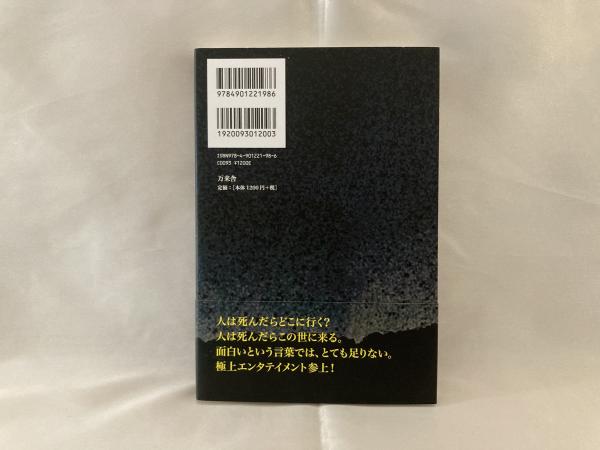 9784901221986
1920093012003
ISBN978-4-901221-98-6
C0093 ¥1200E
万来舎
定価:[本体1200円+税]
人は死んだらどこに行く?
人は死んだらこの世に来る。
面白いという言葉では、とても足りない。
極上エンタテイメント参上!